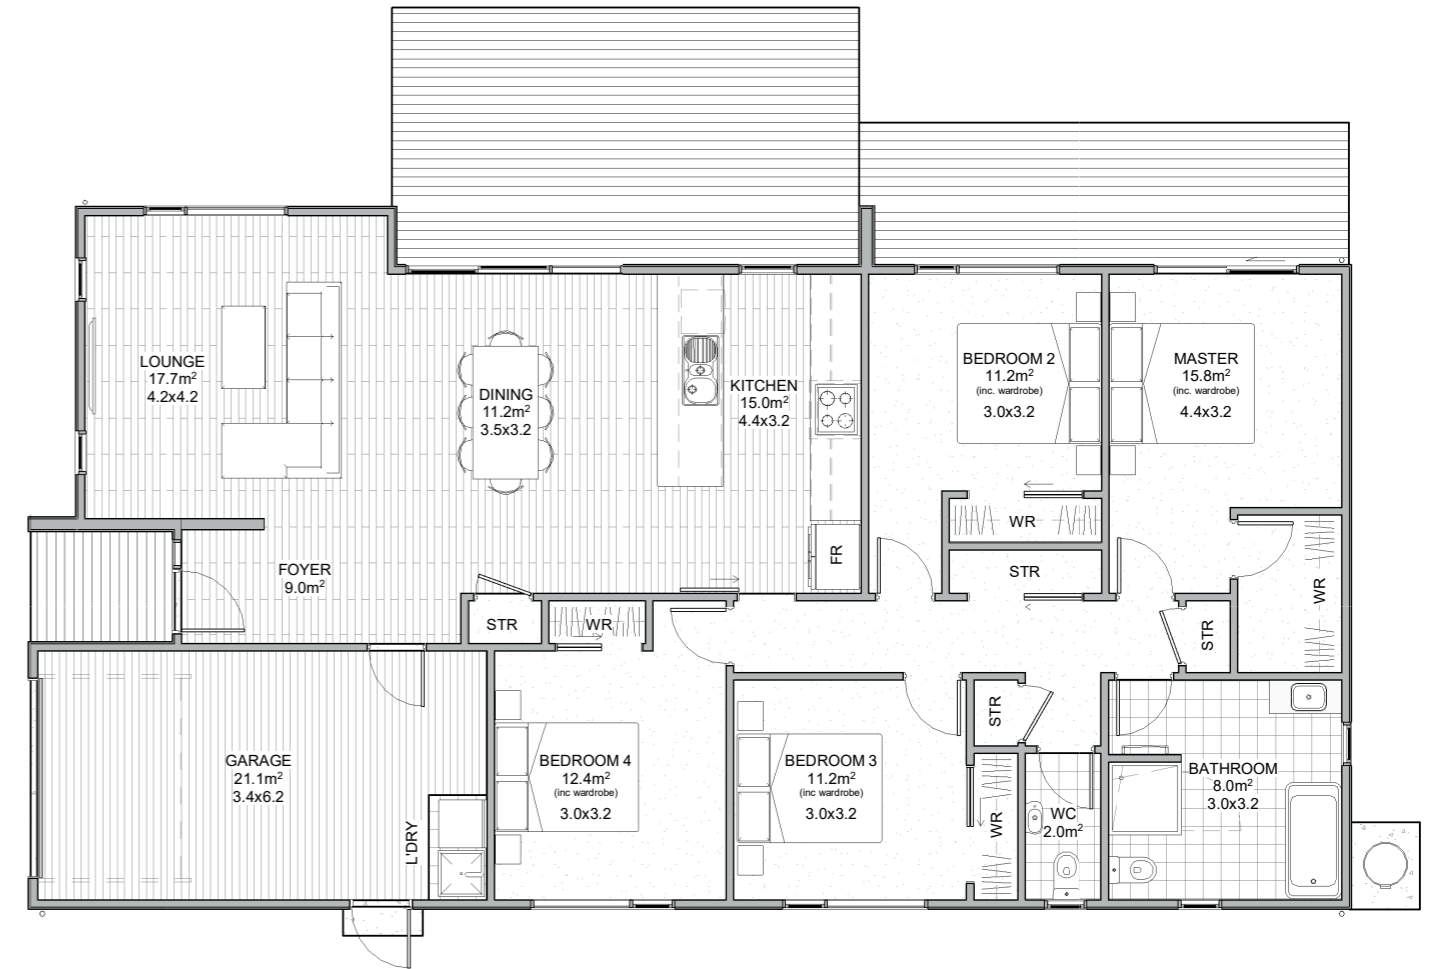 LOUNGE
17.7m²
4.2x4.2
DINING
11.2m²
3.5x3.2
KITCHEN
15.0m²
4.4x3.2
BEDROOM 2
11.2m²
(inc. wardrobe)
3.0x3.2
MASTER
15.8m²
(inc. wardrobe)
4.4x3.2
WR
FR
STR
WR
FOYER
9.0m²
STR
WR
STR
STR
GARAGE
21.1m²
3.4x6.2
L'DRY
BEDROOM 4
12.4m²
(inc wardrobe)
3.0x3.2
BEDROOM 3
11.2m²
(inc wardrobe)
3.0x3.2
WR
WC
2.0m²
BATHROOM
8.0m²
3.0x3.2